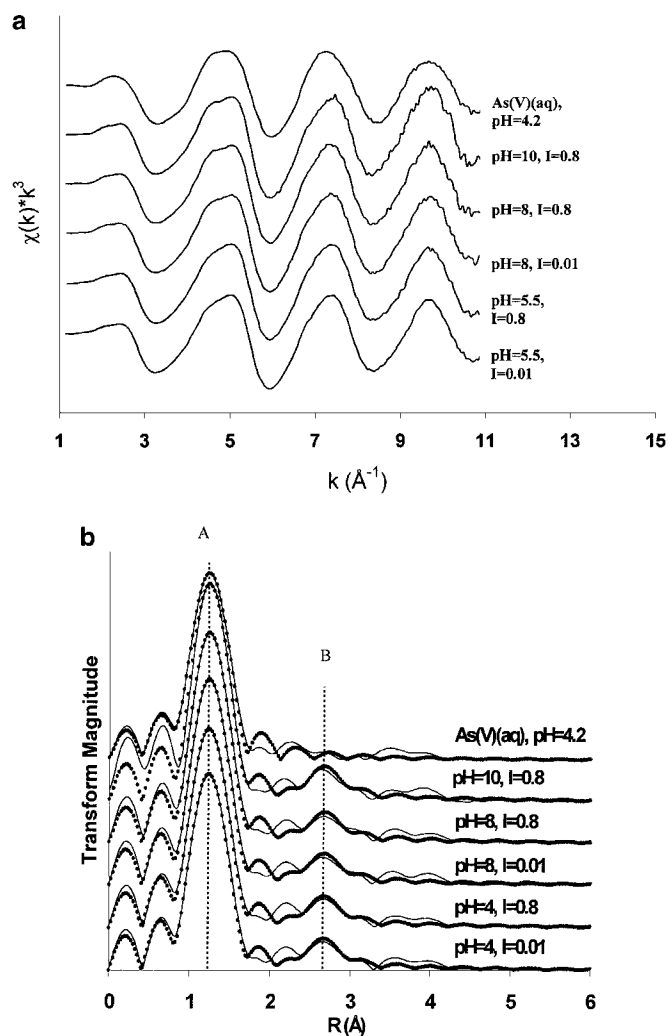 a
As(V)(aq),
pH=4.2
pH=10, I=0.8
pH=8, I=0.8
pH=8, I=0.01
pH=5.5,
I=0.8
pH=5.5,
I=0.01
χ(k)*k³
1 3 5 7 9 11 13 15
k (Å⁻¹)
b
A
B
As(V)(aq), pH=4.2
pH=10, I=0.8
pH=8, I=0.8
pH=8, I=0.01
pH=4, I=0.8
pH=4, I=0.01
Transform Magnitude
0 1 2 3 4 5 6
R(Å)